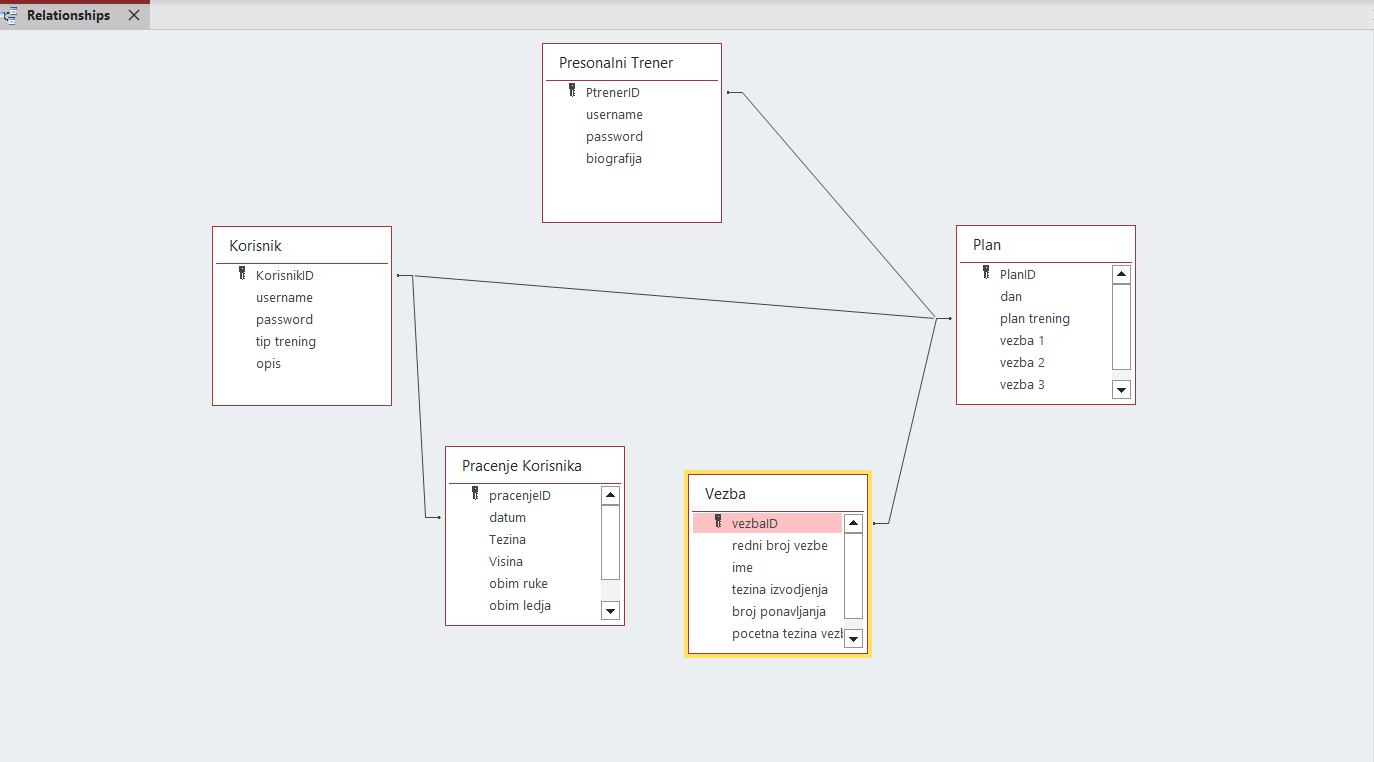 Relationships
Presonalni Trener
PtrenerID
username
password
biografija
Korisnik
KorisnikID
username
password
tip trening
opis
Plan
PlanID
dan
plan trening
vezba 1
vezba 2
vezba 3
Pracenje Korisnika
pracenjeID
datum
Tezina
Visina
obim ruke
obim ledja
Vezba
vezbaID
redni broj vezbe
ime
tezina izvodjenja
broj ponavljanja
pocetna tezina